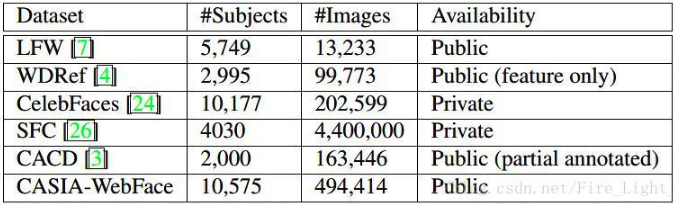 Dataset #Subjects #Images Availability
LFW [7] 5,749 13,233 Public
WDRef [4] 2,995 99,773 Public (feature only)
CelebFaces [24] 10,177 202,599 Private
SFC [26] 4030 4,400,000 Private
CACD [3] 2,000 163,446 Public (partial annotated)
CASIA-WebFace 10,575 494,414 Public
csdn.net/Fire_Light_